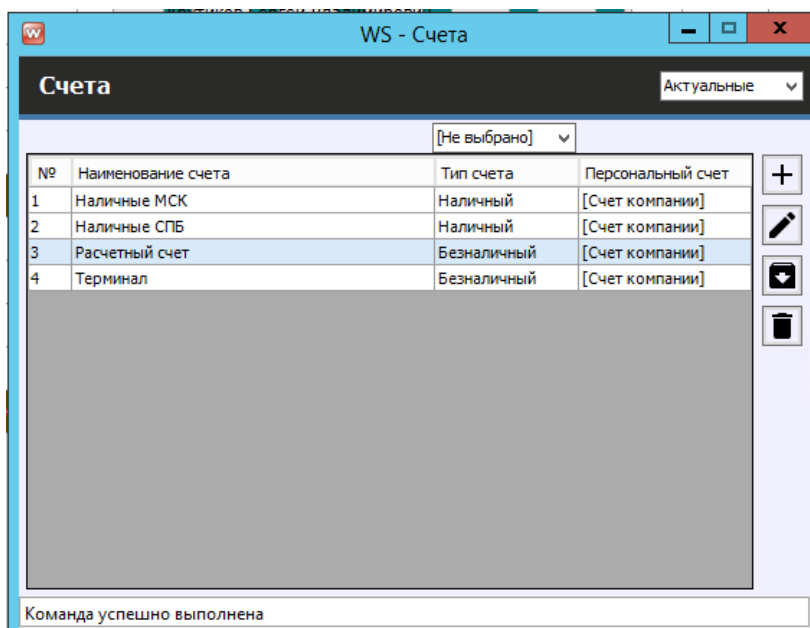 WS - Счета
Счета
Актуальные
[Не выбрано]
№ Наименование счета Тип счета Персональный счет
1 Наличные МСК Наличный [Счет компании]
2 Наличные СПБ Наличный [Счет компании]
3 Расчетный счет Безналичный [Счет компании]
4 Терминал Безналичный [Счет компании]
Команда успешно выполнена